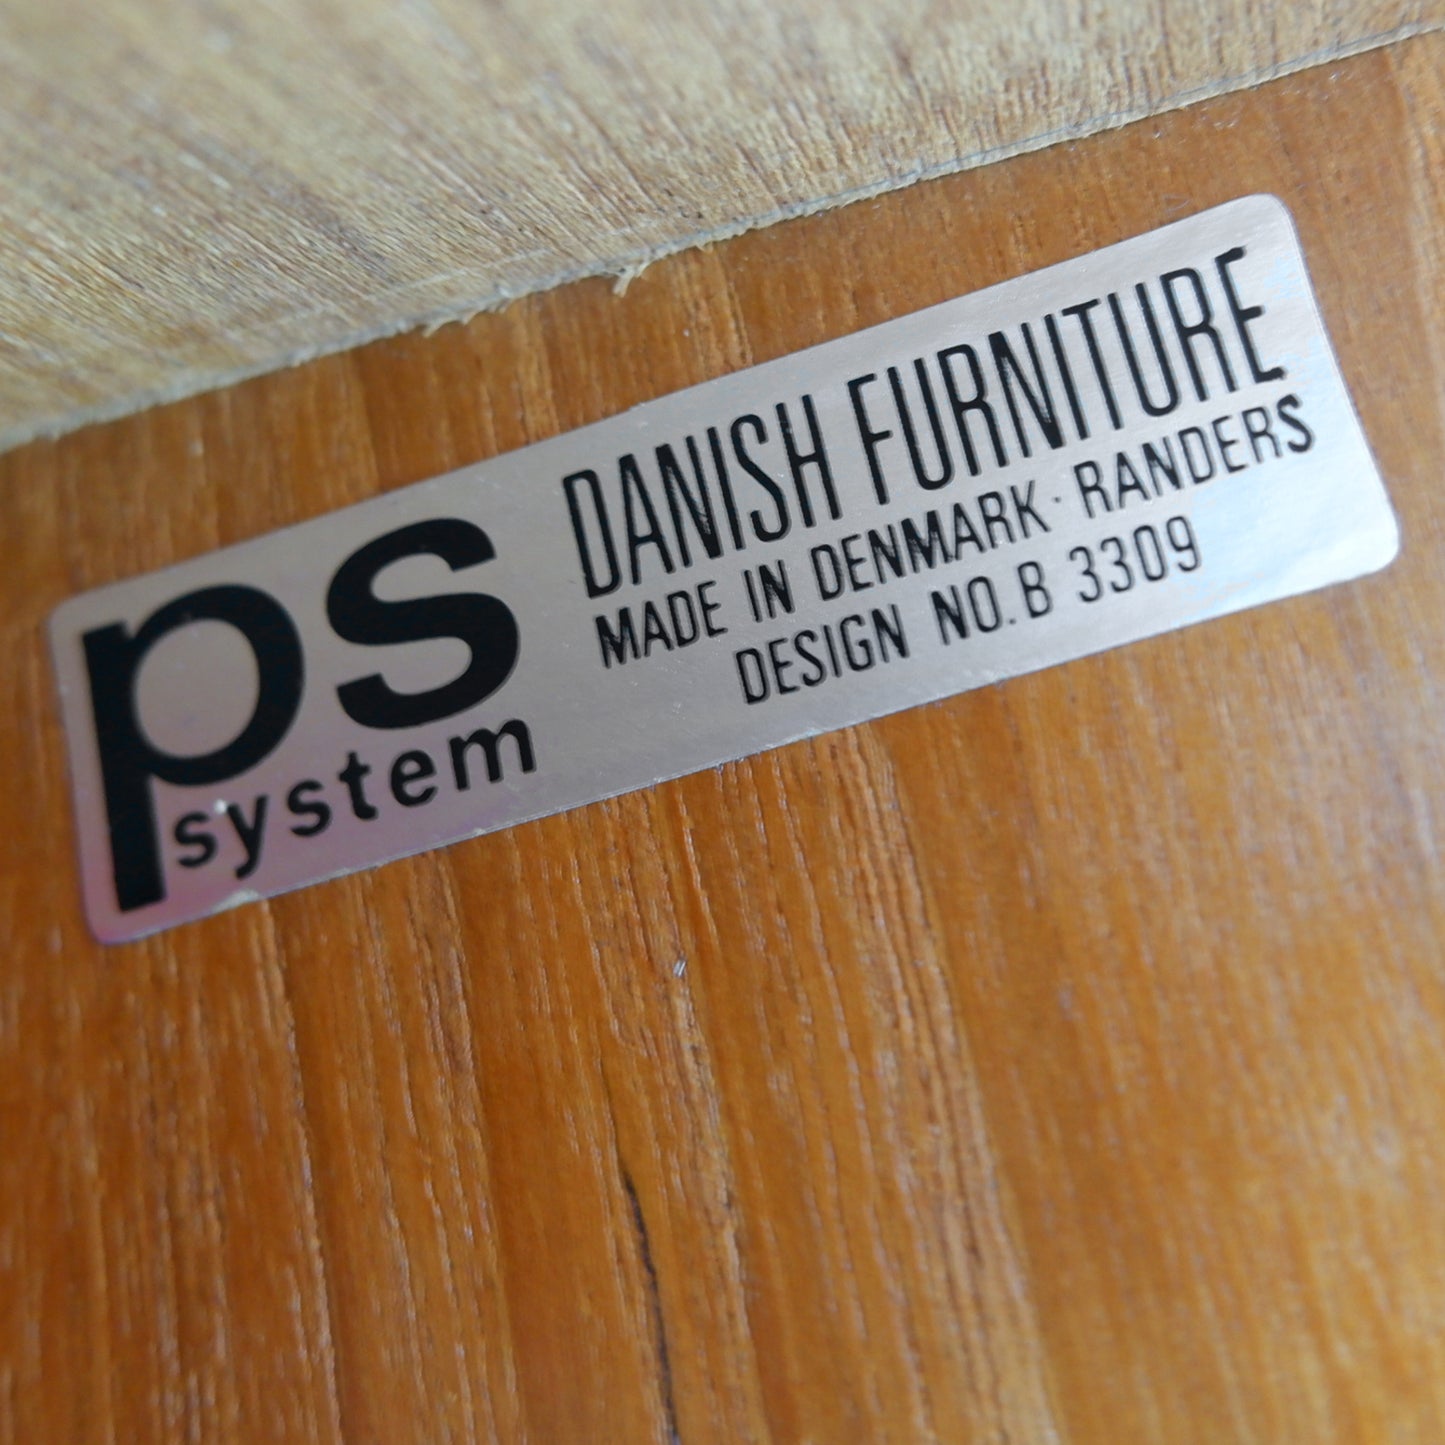 ps
system
DANISH FURNITURE
MADE IN DENMARK · RANDERS
DESIGN NO. B 3309